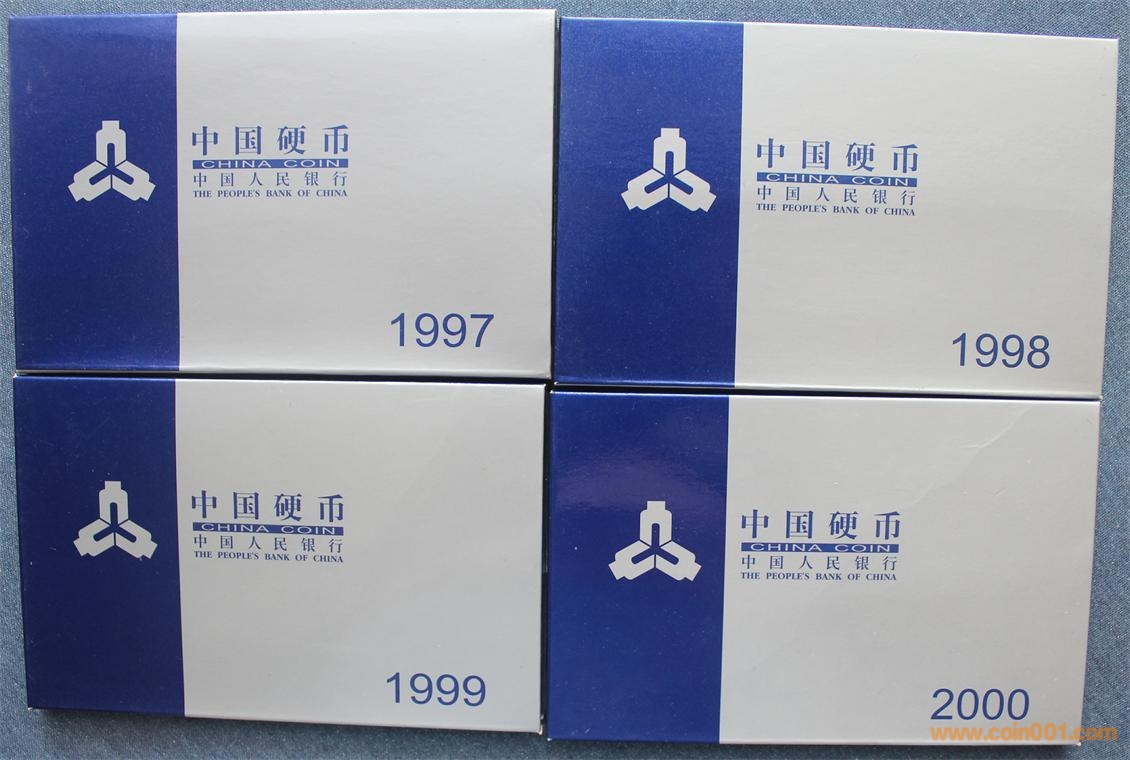 中国硬币
CHINA COIN
中国人民银行
THE PEOPLE'S BANK OF CHINA
1997
中国硬币
CHINA COIN
中国人民银行
THE PEOPLE'S BANK OF CHINA
1998
中国硬币
CHINA COIN
中国人民银行
THE PEOPLE'S BANK OF CHINA
1999
中国硬币
CHINA COIN
中国人民银行
THE PEOPLE'S BANK OF CHINA
2000
www.coin001.com